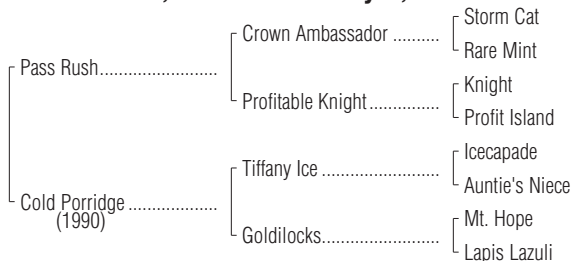 Storm Cat
Crown Ambassador ..........
Rare Mint
Pass Rush..........................
Knight
Profitable Knight...............
Profit Island
Icecapade
Tiffany Ice .........................
Auntie's Niece
Cold Porridge ....................
(1990)
Mt. Hope
Goldilocks.........................
Lapis Lazuli